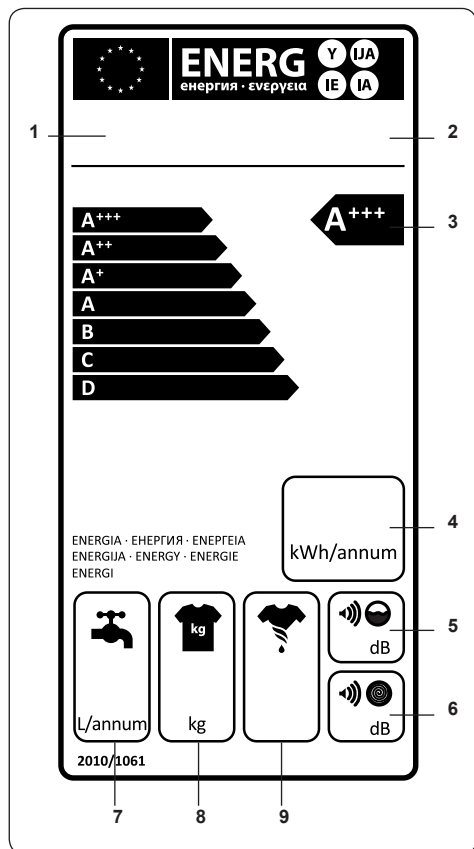 ENERG Y IJA
енергия · ενεργεια IE IA
1
2
A+++
A+++
3
A++
A+
A
B
C
D
ENERGIA · ЕНЕРГИЯ · ΕΝΕΡΓΕΙΑ
ENERGIJA · ENERGY · ENERGIE
ENERGI
kWh/annum
4
kg
dB
5
L/annum
kg
dB
6
2010/1061
7
8
9